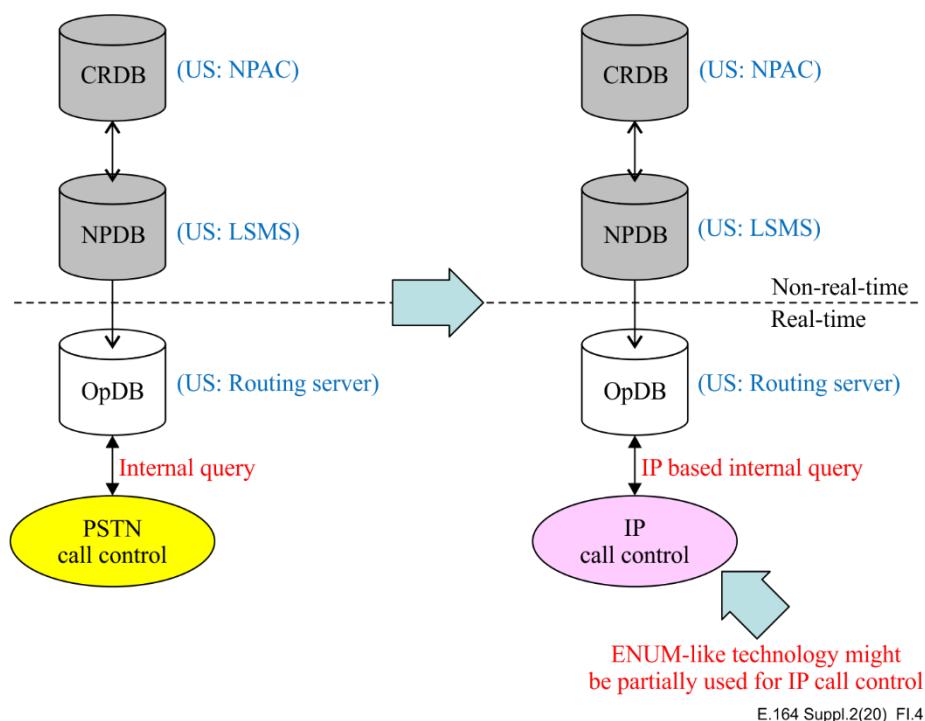 CRDB
(US: NPAC)
CRDB
(US: NPAC)
NPDB
(US: LSMS)
NPDB
(US: LSMS)
Non-real-time
Real-time
OpDB
(US: Routing server)
OpDB
(US: Routing server)
Internal query
IP based internal query
PSTN
call control
IP
call control
ENUM-like technology might
be partially used for IP call control
E.164 Suppl.2(20)_FI.4